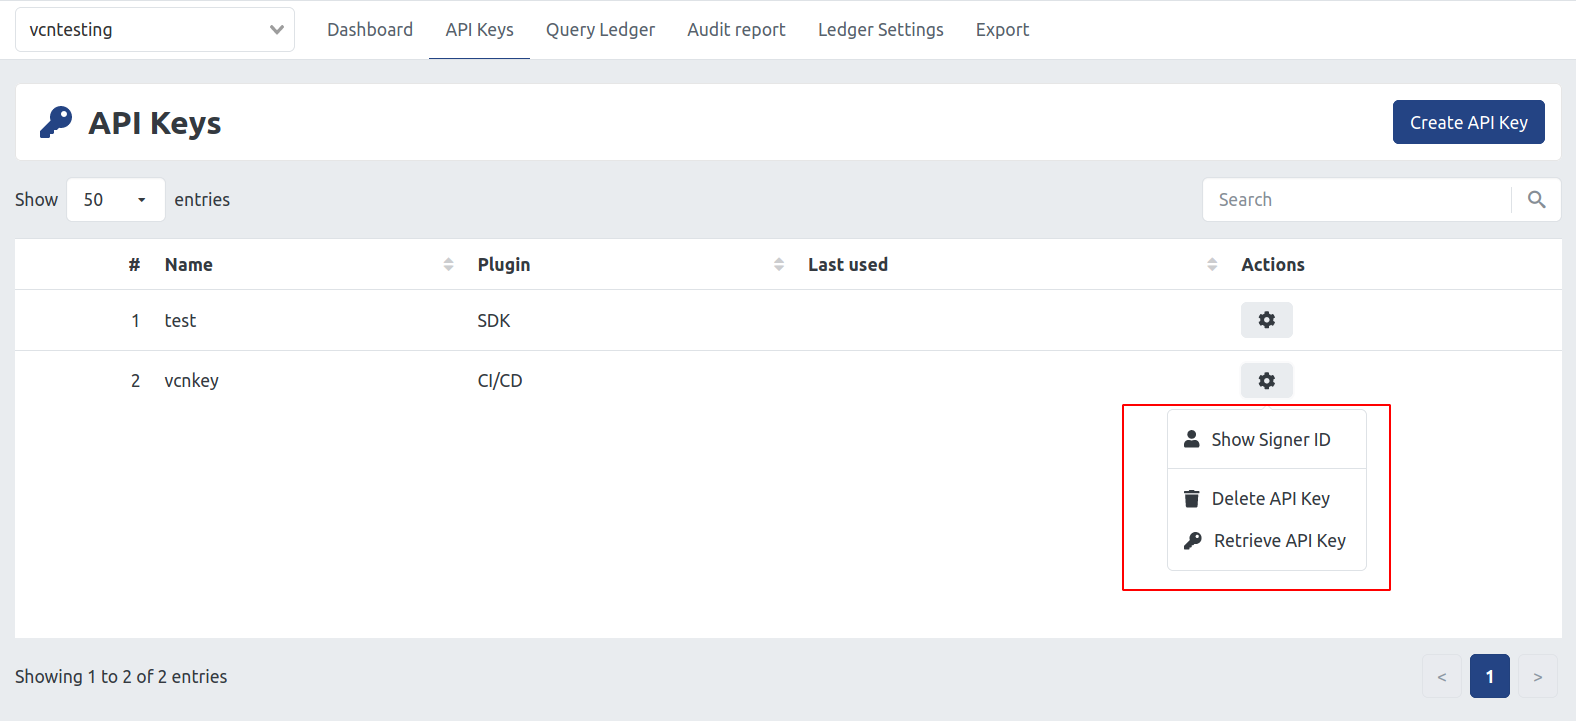 vcntesting Dashboard API Keys Query Ledger Audit report Ledger Settings Export
API Keys Create API Key
Show 50 entries Search
# Name Plugin Last used Actions
1 test SDK
2 vcnkey CI/CD
Show Signer ID
Delete API Key
Retrieve API Key
Showing 1 to 2 of 2 entries < 1 >